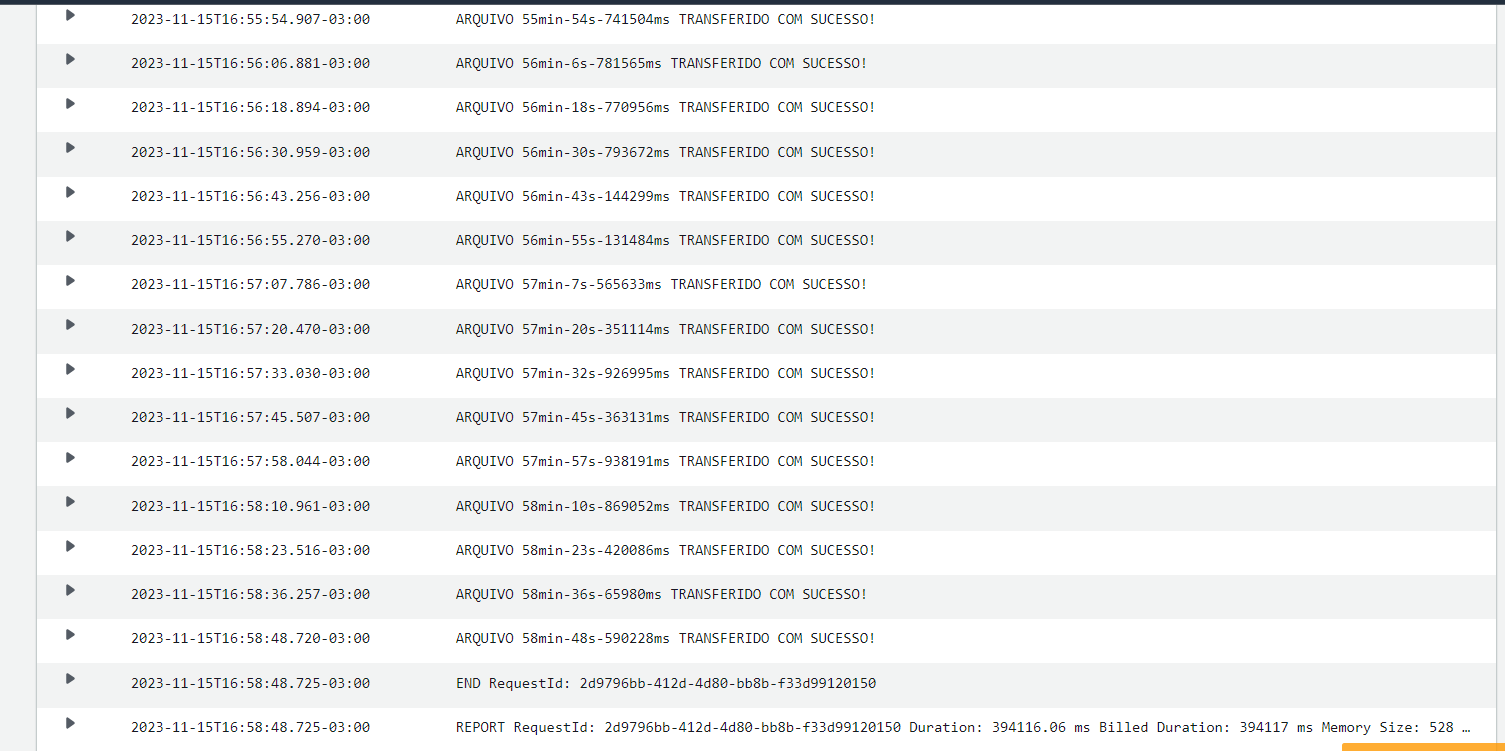 2023-11-15T16:55:54.907-03:00 ARQUIVO 55min-54s-741504ms TRANSFERIDO COM SUCESSO!
2023-11-15T16:56:06.881-03:00 ARQUIVO 56min-6s-781565ms TRANSFERIDO COM SUCESSO!
2023-11-15T16:56:18.894-03:00 ARQUIVO 56min-18s-770956ms TRANSFERIDO COM SUCESSO!
2023-11-15T16:56:30.959-03:00 ARQUIVO 56min-30s-793672ms TRANSFERIDO COM SUCESSO!
2023-11-15T16:56:43.256-03:00 ARQUIVO 56min-43s-144299ms TRANSFERIDO COM SUCESSO!
2023-11-15T16:56:55.270-03:00 ARQUIVO 56min-55s-131484ms TRANSFERIDO COM SUCESSO!
2023-11-15T16:57:07.786-03:00 ARQUIVO 57min-7s-565633ms TRANSFERIDO COM SUCESSO!
2023-11-15T16:57:20.470-03:00 ARQUIVO 57min-20s-351114ms TRANSFERIDO COM SUCESSO!
2023-11-15T16:57:33.030-03:00 ARQUIVO 57min-32s-926995ms TRANSFERIDO COM SUCESSO!
2023-11-15T16:57:45.507-03:00 ARQUIVO 57min-45s-363131ms TRANSFERIDO COM SUCESSO!
2023-11-15T16:57:58.044-03:00 ARQUIVO 57min-57s-938191ms TRANSFERIDO COM SUCESSO!
2023-11-15T16:58:10.961-03:00 ARQUIVO 58min-10s-869052ms TRANSFERIDO COM SUCESSO!
2023-11-15T16:58:23.516-03:00 ARQUIVO 58min-23s-420086ms TRANSFERIDO COM SUCESSO!
2023-11-15T16:58:36.257-03:00 ARQUIVO 58min-36s-65980ms TRANSFERIDO COM SUCESSO!
2023-11-15T16:58:48.720-03:00 ARQUIVO 58min-48s-590228ms TRANSFERIDO COM SUCESSO!
2023-11-15T16:58:48.725-03:00 END RequestId: 2d9796bb-412d-4d80-bb8b-f33d99120150
2023-11-15T16:58:48.725-03:00 REPORT RequestId: 2d9796bb-412d-4d80-bb8b-f33d99120150 Duration: 394116.06 ms Billed Duration: 394117 ms Memory Size: 528 …